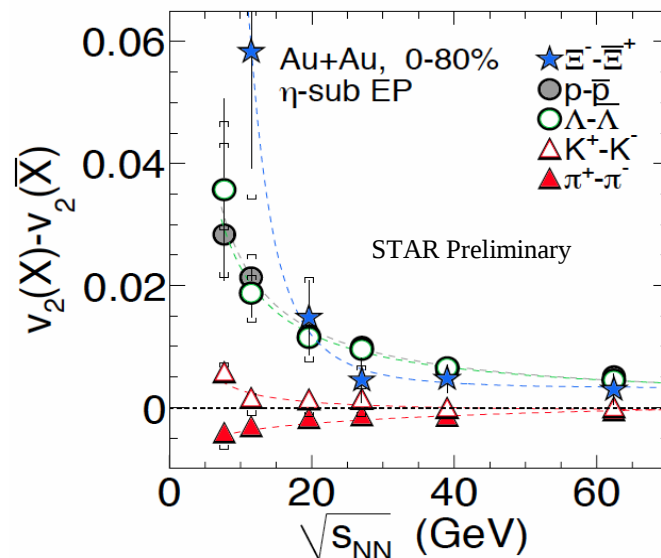 Au+Au, 0-80%
η-sub EP
Ξ⁻-Ξ̅⁺
p-p̅
Λ-Λ̅
K⁺-K⁻
π⁺-π⁻
STAR Preliminary
v₂(X)-v₂(X̅)
0.06
0.04
0.02
0
0 20 40 60
√s_NN (GeV)